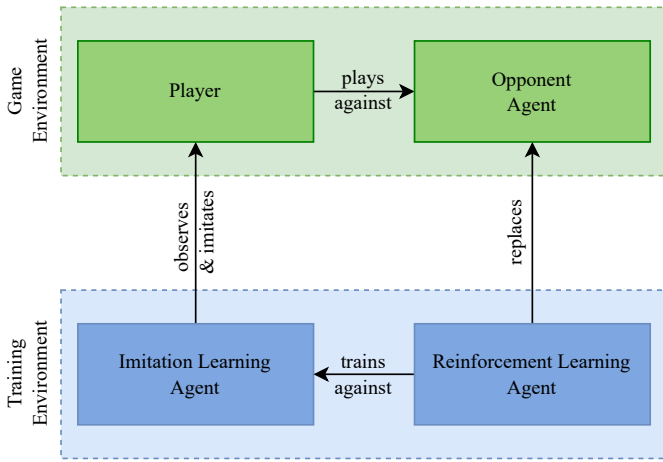 Game
Environment
Player
plays
against
Opponent
Agent
observes
& imitates
replaces
Training
Environment
Imitation Learning
Agent
trains
against
Reinforcement Learning
Agent